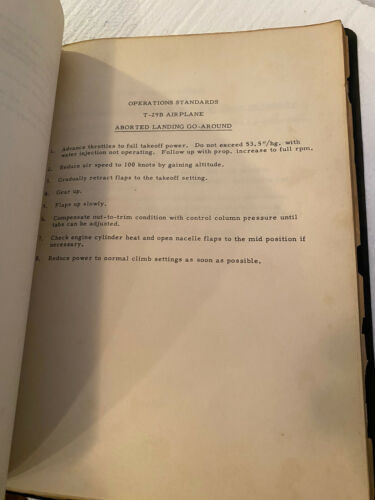 OPERATIONS STANDARDS
T-29B AIRPLANE
ABORTED LANDING GO-AROUND
1. Advance throttles to full takeoff power. Do not exceed 53.5"/hg. with
water injection not operating. Follow up with prop. increase to full rpm.
2. Reduce air speed to 100 knots by gaining altitude.
3. Gradually retract flaps to the takeoff setting.
4. Gear up.
5. Flaps up slowly.
6. Compensate out-to-trim condition with control column pressure until
tabs can be adjusted.
7. Check engine cylinder heat and open nacelle flaps to the mid position if
necessary.
8. Reduce power to normal climb settings as soon as possible.